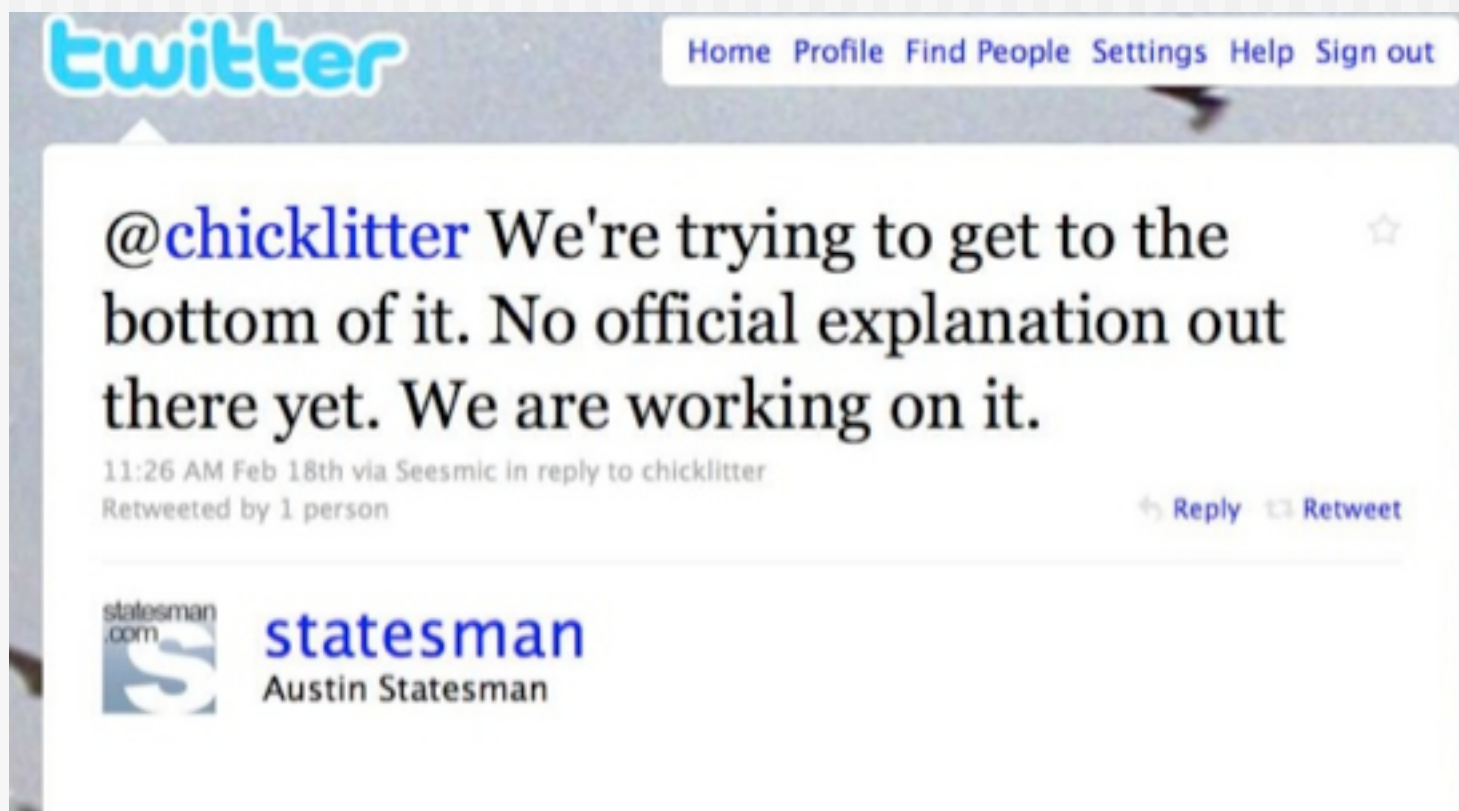 twitter
Home Profile Find People Settings Help Sign out
@chicklitter We're trying to get to the
bottom of it. No official explanation out
there yet. We are working on it.
11:26 AM Feb 18th via Seesmic in reply to chicklitter
Retweeted by 1 person
Reply Retweet
statesman
.com
S
statesman
Austin Statesman